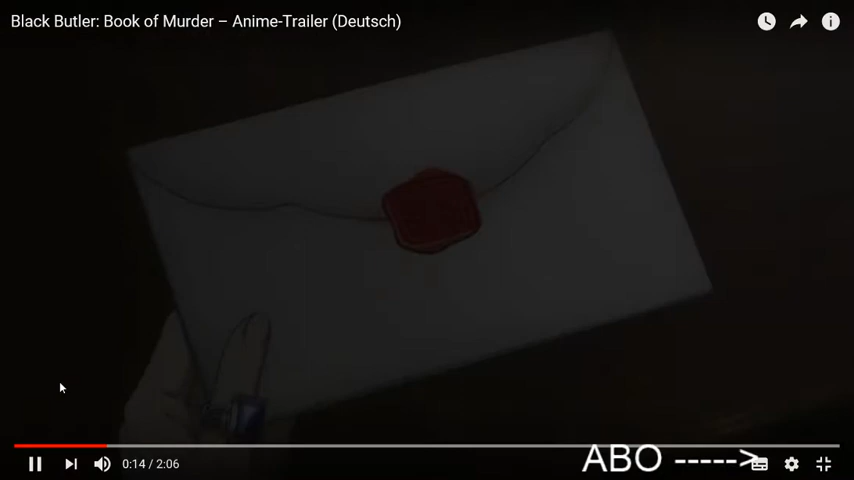 Black Butler: Book of Murder – Anime-Trailer (Deutsch)
0:14 / 2:06
ABO ----->